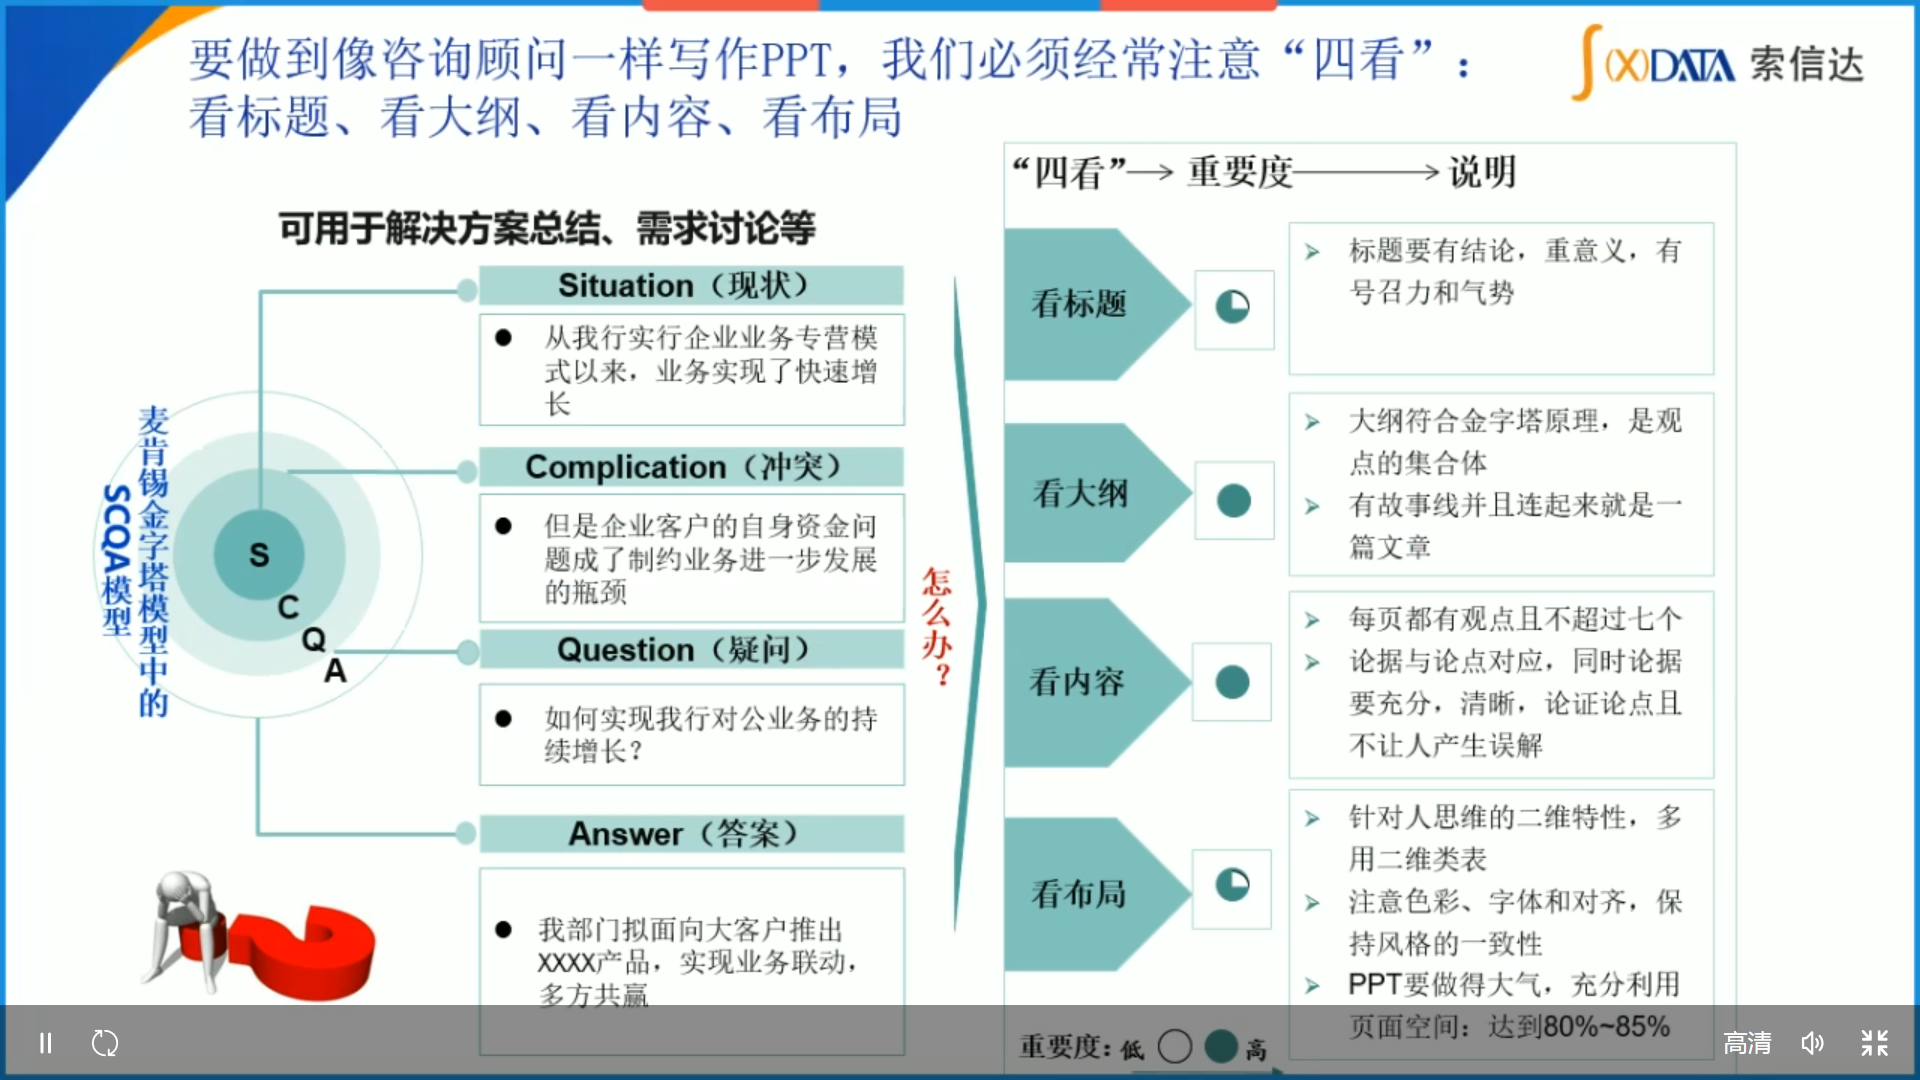 要做到像咨询顾问一样写作PPT，我们必须经常注意“四看”：
看标题、看大纲、看内容、看布局
(X)DATA 索信达
可用于解决方案总结、需求讨论等
麦肯锡金字塔模型中的
SCQA模型
S
C
Q
A
Situation（现状）
从我行实行企业业务专营模
式以来，业务实现了快速增
长
Complication（冲突）
但是企业客户的自身资金问
题成了制约业务进一步发展
的瓶颈
Question（疑问）
如何实现我行对公业务的持
续增长？
Answer（答案）
我部门拟面向大客户推出
XXXX产品，实现业务联动，
多方共赢
怎么办？
“四看” 重要度 说明
看标题
标题要有结论，重意义，有
号召力和气势
看大纲
大纲符合金字塔原理，是观
点的集合体
有故事线并且连起来就是一
篇文章
看内容
每页都有观点且不超过七个
论据与论点对应，同时论据
要充分，清晰，论证论点且
不让人产生误解
看布局
针对人思维的二维特性，多
用二维类表
注意色彩、字体和对齐，保
持风格的一致性
PPT要做得大气，充分利用
页面空间：达到80%~85%
重要度：低 高
高清